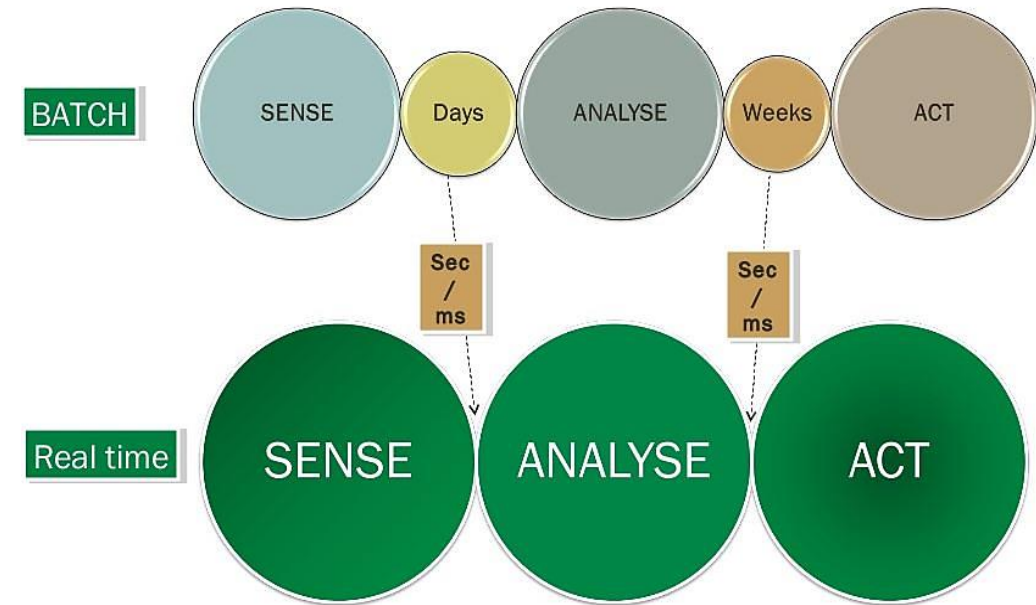 BATCH
SENSE
Days
ANALYSE
Weeks
ACT
Sec
/
ms
Sec
/
ms
Real time
SENSE
ANALYSE
ACT